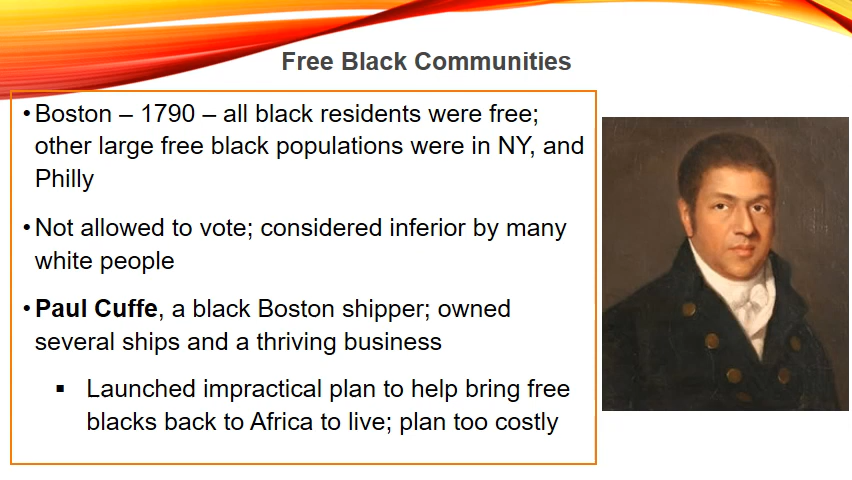 Free Black Communities
•Boston – 1790 – all black residents were free;
other large free black populations were in NY, and
Philly
•Not allowed to vote; considered inferior by many
white people
•Paul Cuffe, a black Boston shipper; owned
several ships and a thriving business
▪ Launched impractical plan to help bring free
blacks back to Africa to live; plan too costly